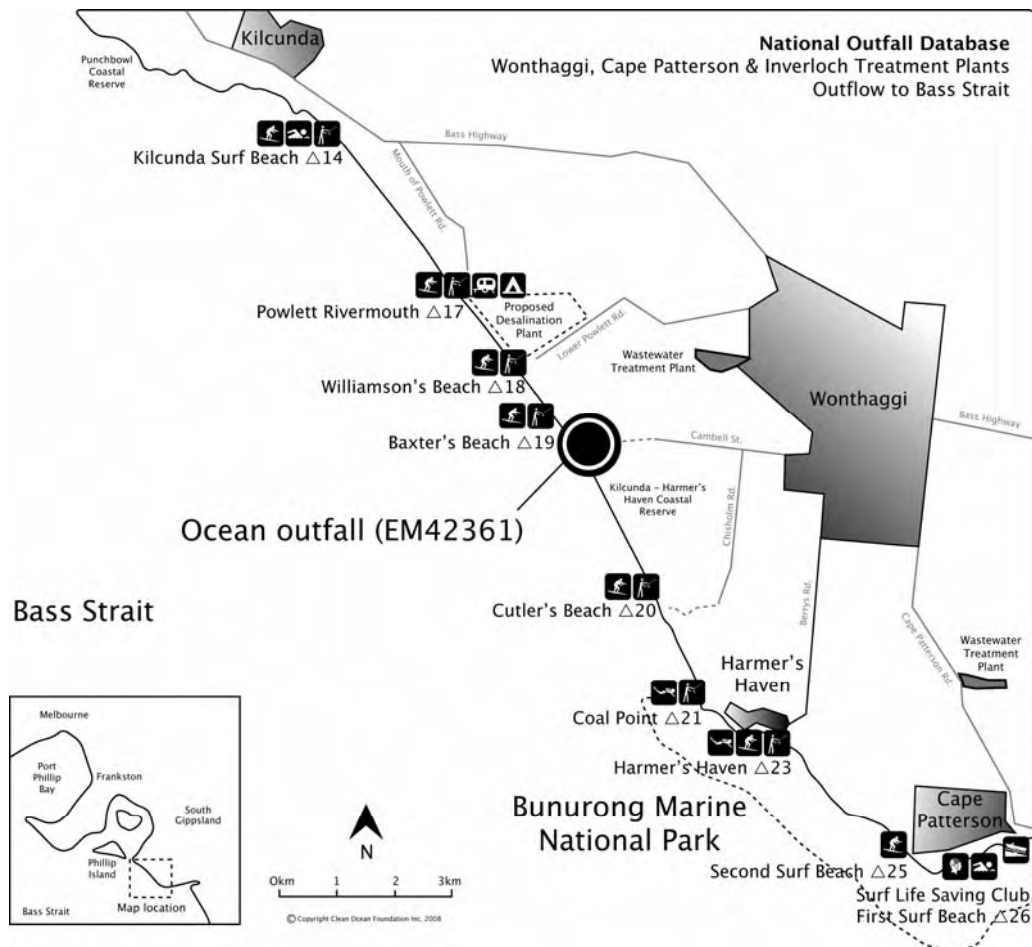 Kilcunda
National Outfall Database
Wonthaggi, Cape Patterson & Inverloch Treatment Plants
Outflow to Bass Strait
Punchbowl
Coastal
Reserve
Bass Highway
Kilcunda Surf Beach △14
Mouth of Powlett Rd.
Powlett Rivermouth △17
Proposed
Desalination
Plant
Lower Powlett Rd.
Wastewater
Treatment Plant
Williamson's Beach △18
Wonthaggi
Baxter's Beach △19
Cambell St.
Bass Highway
Kilcunda - Harmer's
Haven Coastal
Reserve
Chisholm Rd.
Ocean outfall (EM42361)
Berrys Rd.
Bass Strait
Cutler's Beach △20
Cape Patterson Rd.
Wastewater
Treatment
Plant
Harmer's
Haven
Coal Point △21
Harmer's Haven △23
Bunurong Marine
National Park
Cape
Patterson
Second Surf Beach △25
Surf Life Saving Club
First Surf Beach △26
Melbourne
Port
Phillip
Bay
Frankston
South
Gippsland
Phillip
Island
Bass Strait
Map location
N
0km 1 2 3km
© Copyright Clean Ocean Foundation Inc, 2008